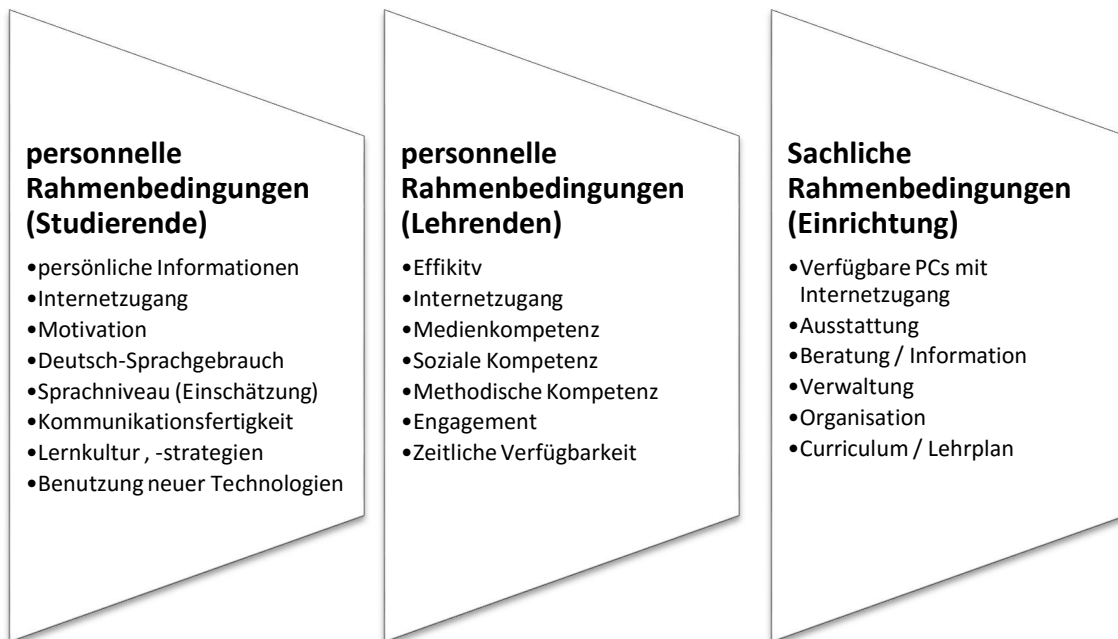 personnelle
Rahmenbedingungen
(Studierende)
•persönliche Informationen
•Internetzugang
•Motivation
•Deutsch-Sprachgebrauch
•Sprachniveau (Einschätzung)
•Kommunikationsfertigkeit
•Lernkultur , -strategien
•Benutzung neuer Technologien
personnelle
Rahmenbedingungen
(Lehrenden)
•Effikitv
•Internetzugang
•Medienkompetenz
•Soziale Kompetenz
•Methodische Kompetenz
•Engagement
•Zeitliche Verfügbarkeit
Sachliche
Rahmenbedingungen
(Einrichtung)
•Verfügbare PCs mit
Internetzugang
•Ausstattung
•Beratung / Information
•Verwaltung
•Organisation
•Curriculum / Lehrplan